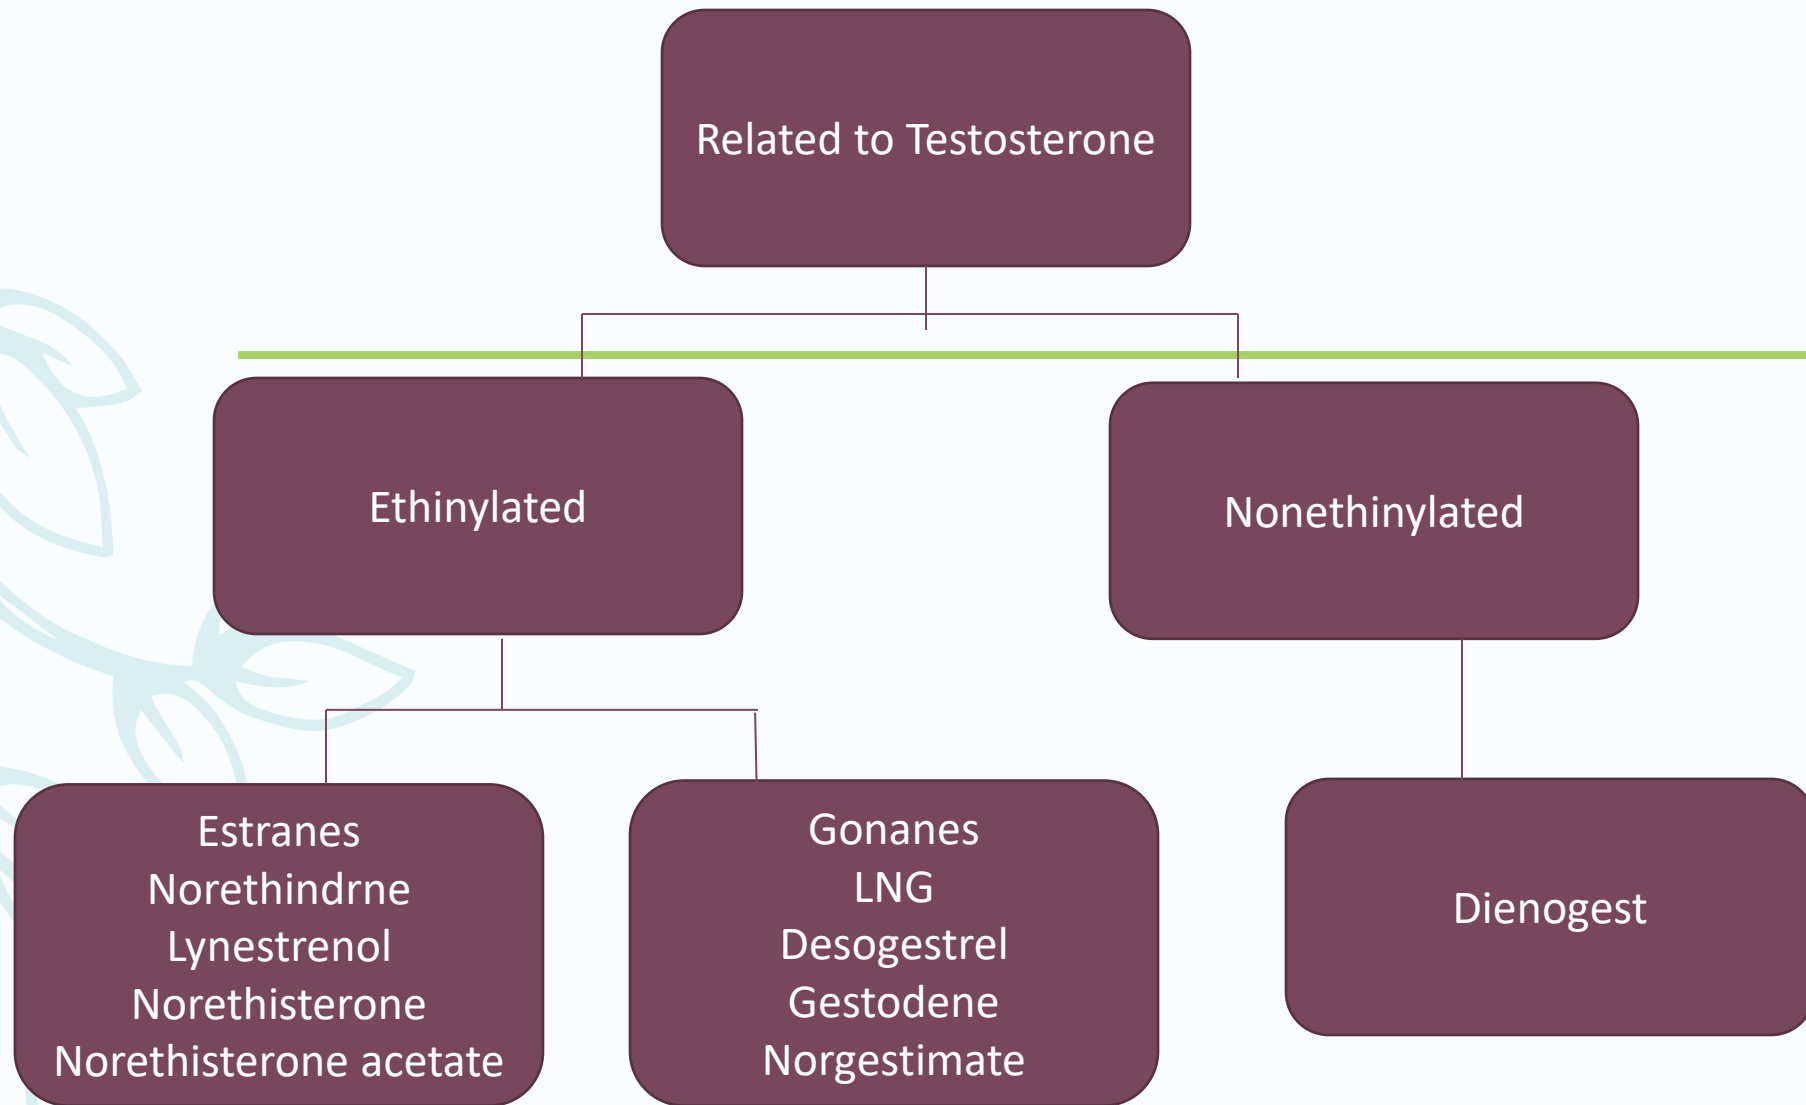 Related to Testosterone
Ethinylated
Nonethinylated
Estranes
Norethindrne
Lynestrenol
Norethisterone
Norethisterone acetate
Gonanes
LNG
Desogestrel
Gestodene
Norgestimate
Dienogest